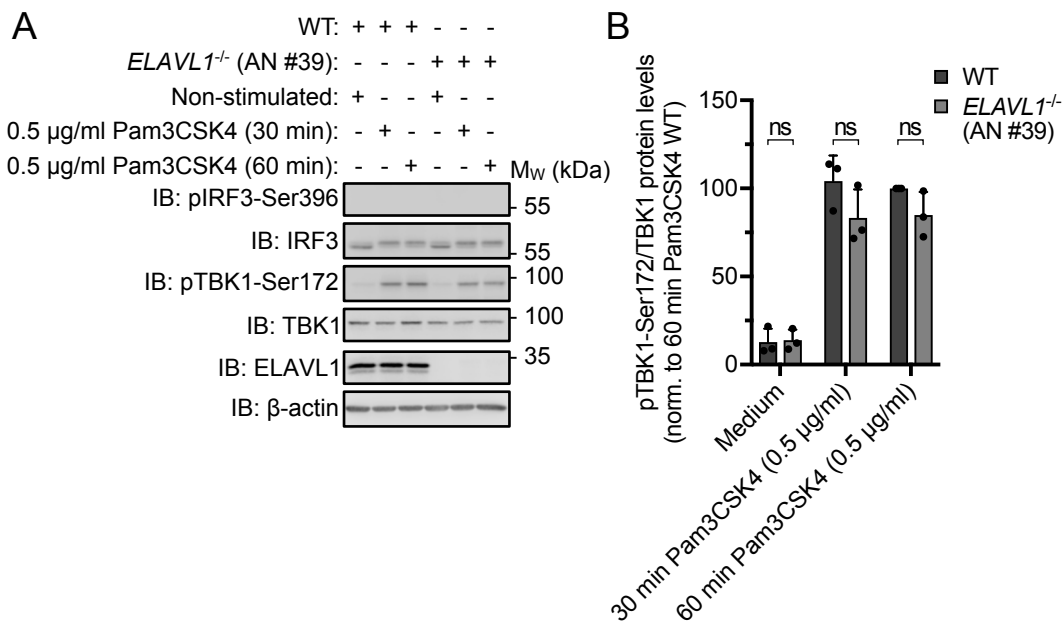 A
WT: + + + - - -
ELAVL1-/- (AN #39): - - - + + +
Non-stimulated: + - - + - -
0.5 µg/ml Pam3CSK4 (30 min): - + - - + -
0.5 µg/ml Pam3CSK4 (60 min): - - + - - +
MW (kDa)
IB: pIRF3-Ser396
55
IB: IRF3
55
IB: pTBK1-Ser172
100
IB: TBK1
100
IB: ELAVL1
35
IB: β-actin
B
WT
ELAVL1-/-
(AN #39)
pTBK1-Ser172/TBK1 protein levels
(norm. to 60 min Pam3CSK4 WT)
150
100
50
0
ns ns ns
Medium
30 min Pam3CSK4 (0.5 µg/ml)
60 min Pam3CSK4 (0.5 µg/ml)